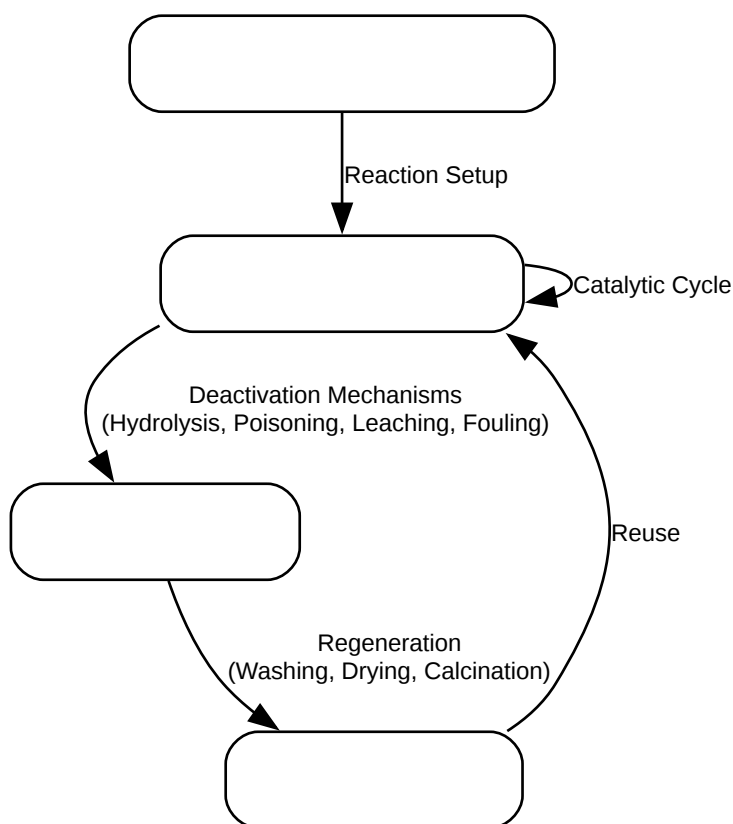 Reaction Setup
Catalytic Cycle
Deactivation Mechanisms
(Hydrolysis, Poisoning, Leaching, Fouling)
Reuse
Regeneration
(Washing, Drying, Calcination)